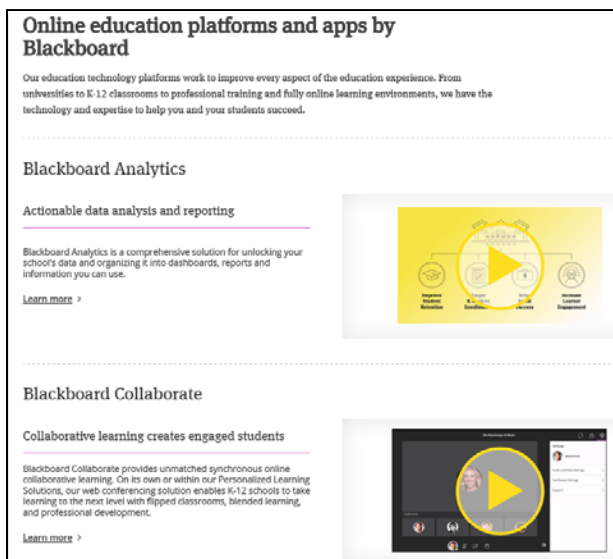 Online education platforms and apps by
Blackboard
Our education technology platforms work to improve every aspect of the education experience. From
universities to K-12 classrooms to professional training and fully online learning environments, we have the
technology and expertise to help you and your students succeed.
Blackboard Analytics
Actionable data analysis and reporting
Blackboard Analytics is a comprehensive solution for unlocking your
school's data and organizing it into dashboards, reports and
information you can use.
Learn more >
Improve
Student
Retention
Increase
Learner
Engagement
Blackboard Collaborate
Collaborative learning creates engaged students
Blackboard Collaborate provides unmatched synchronous online
collaborative learning. On its own or within our Personalized Learning
Solutions, our web conferencing solution enables K-12 schools to take
learning to the next level with flipped classrooms, blended learning,
and professional development.
Learn more >